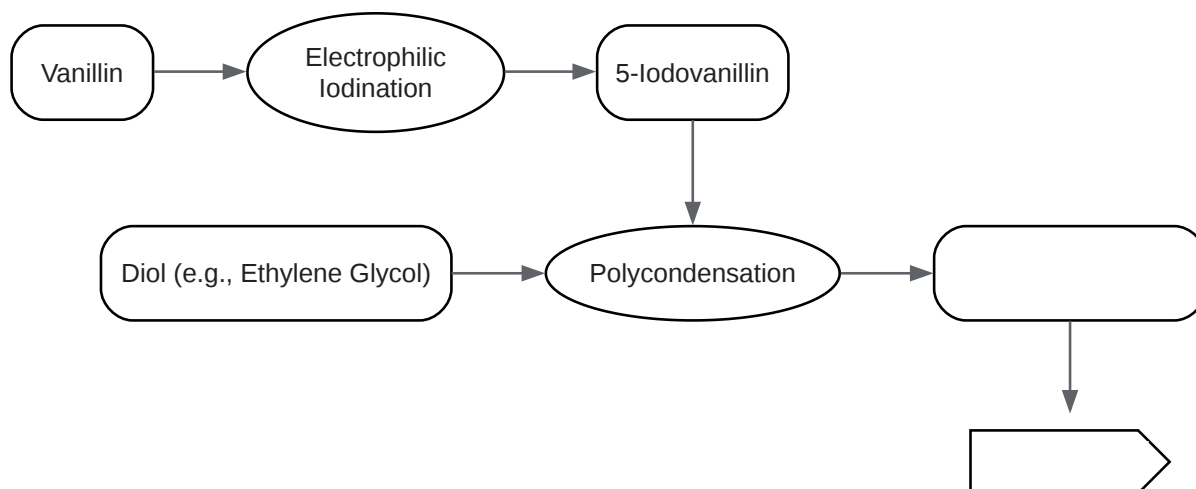 Vanillin
Electrophilic
Iodination
5-Iodovanillin
Diol (e.g., Ethylene Glycol)
Polycondensation